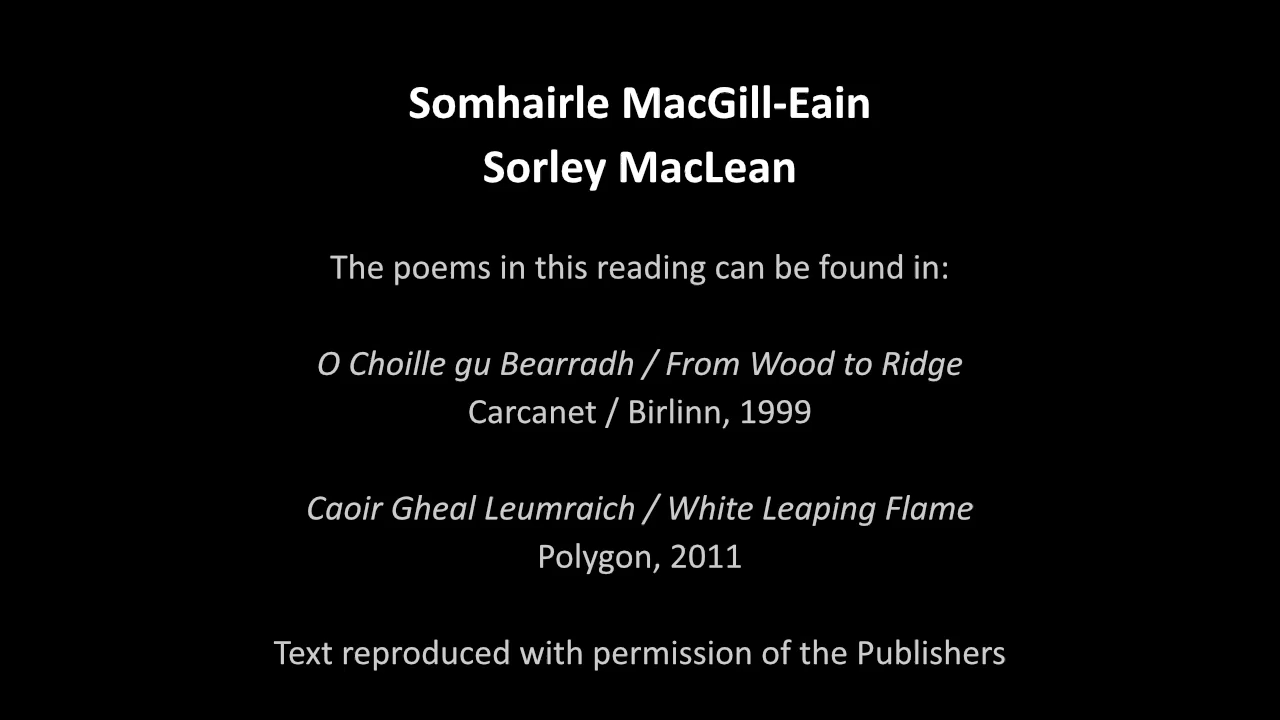 Somhairle MacGill-Eain
Sorley MacLean
The poems in this reading can be found in:
O Choille gu Bearradh / From Wood to Ridge
Carcanet / Birlinn, 1999
Caoir Gheal Leumraich / White Leaping Flame
Polygon, 2011
Text reproduced with permission of the Publishers